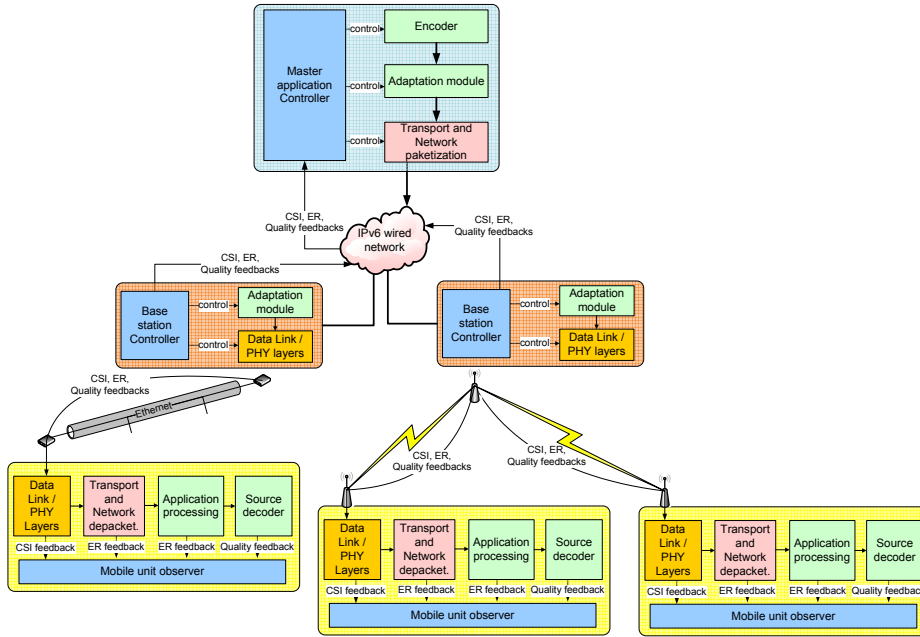 control
Encoder
Master
application
Controller
control
Adaptation module
control
Transport and
Network
paketization
CSI, ER,
Quality feedbacks
IPv6 wired
network
CSI, ER,
Quality feedbacks
CSI, ER,
Quality feedbacks
Base
station
Controller
control
Adaptation
module
control
Data Link /
PHY layers
Base
station
Controller
control
Adaptation
module
control
Data Link /
PHY layers
CSI, ER,
Quality feedbacks
Ethernet
CSI, ER,
Quality feedbacks
Data
Link /
PHY
Layers
Transport
and
Network
depacket.
Application
processing
Source
decoder
CSI feedback
ER feedback
ER feedback
Quality feedback
Mobile unit observer
Data
Link /
PHY
Layers
Transport
and
Network
depacket.
Application
processing
Source
decoder
CSI feedback
ER feedback
ER feedback
Quality feedback
Mobile unit observer
Data
Link /
PHY
Layers
Transport
and
Network
depacket.
Application
processing
Source
decoder
CSI feedback
ER feedback
ER feedback
Quality feedback
Mobile unit observer